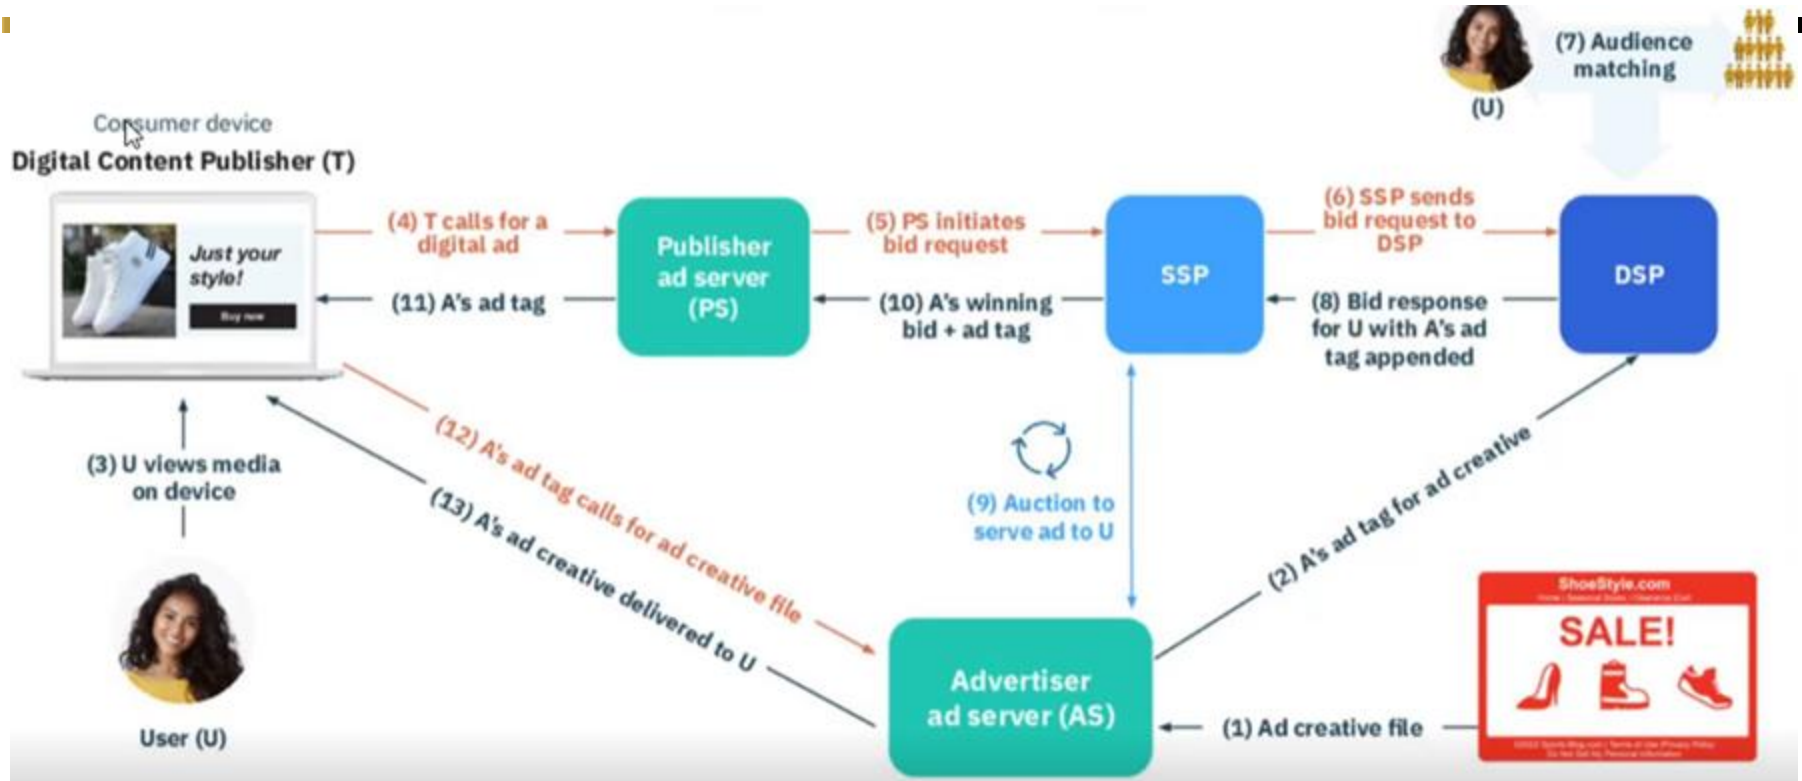 (7) Audience
matching
(U)
Consumer device
Digital Content Publisher (T)
Just your
style!
Buy now
(4) T calls for a
digital ad
(11) A's ad tag
Publisher
ad server
(PS)
(5) PS initiates
bid request
(10) A's winning
bid + ad tag
SSP
(6) SSP sends
bid request to
DSP
(8) Bid response
for U with A's ad
tag appended
DSP
(3) U views media
on device
User (U)
(12) A's ad tag calls for ad creative file
(13) A's ad creative delivered to U
(9) Auction to
serve ad to U
(2) A's ad tag for ad creative
Advertiser
ad server (AS)
(1) Ad creative file
ShoeStyle.com
SALE!